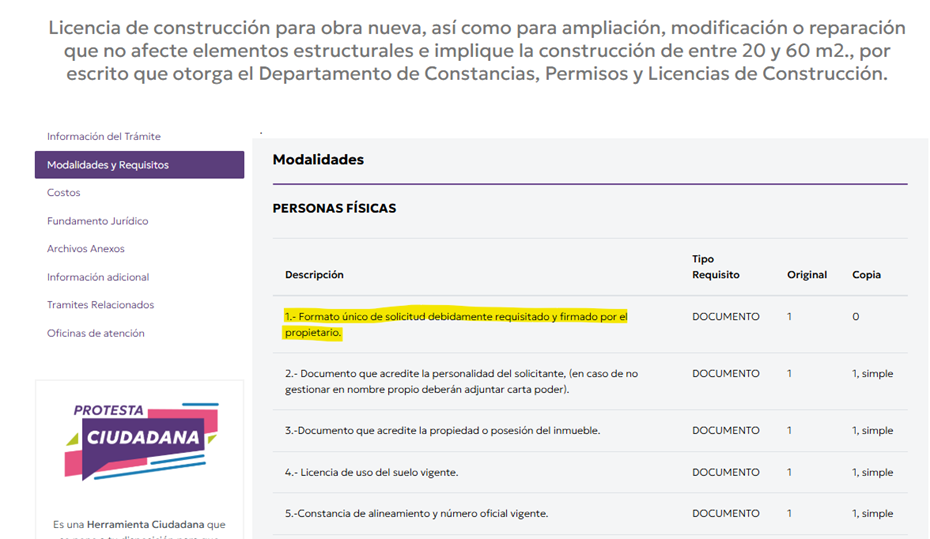 Licencia de construcción para obra nueva, así como para ampliación, modificación o reparación
que no afecte elementos estructurales e implique la construcción de entre 20 y 60 m2., por
escrito que otorga el Departamento de Constancias, Permisos y Licencias de Construcción.
Información del Trámite
Modalidades y Requisitos
Costos
Fundamento Jurídico
Archivos Anexos
Información adicional
Tramites Relacionados
Oficinas de atención
PROTESTA
CIUDADANA
Es una Herramienta Ciudadana que
.
Modalidades
PERSONAS FÍSICAS
Descripción Tipo Requisito Original Copia
1.- Formato único de solicitud debidamente requisitado y firmado por el DOCUMENTO 1 0
propietario.
2.- Documento que acredite la personalidad del solicitante, (en caso de no DOCUMENTO 1 1, simple
gestionar en nombre propio deberán adjuntar carta poder).
3.-Documento que acredite la propiedad o posesión del inmueble. DOCUMENTO 1 1, simple
4.- Licencia de uso del suelo vigente. DOCUMENTO 1 1, simple
5.-Constancia de alineamiento y número oficial vigente. DOCUMENTO 1 1, simple